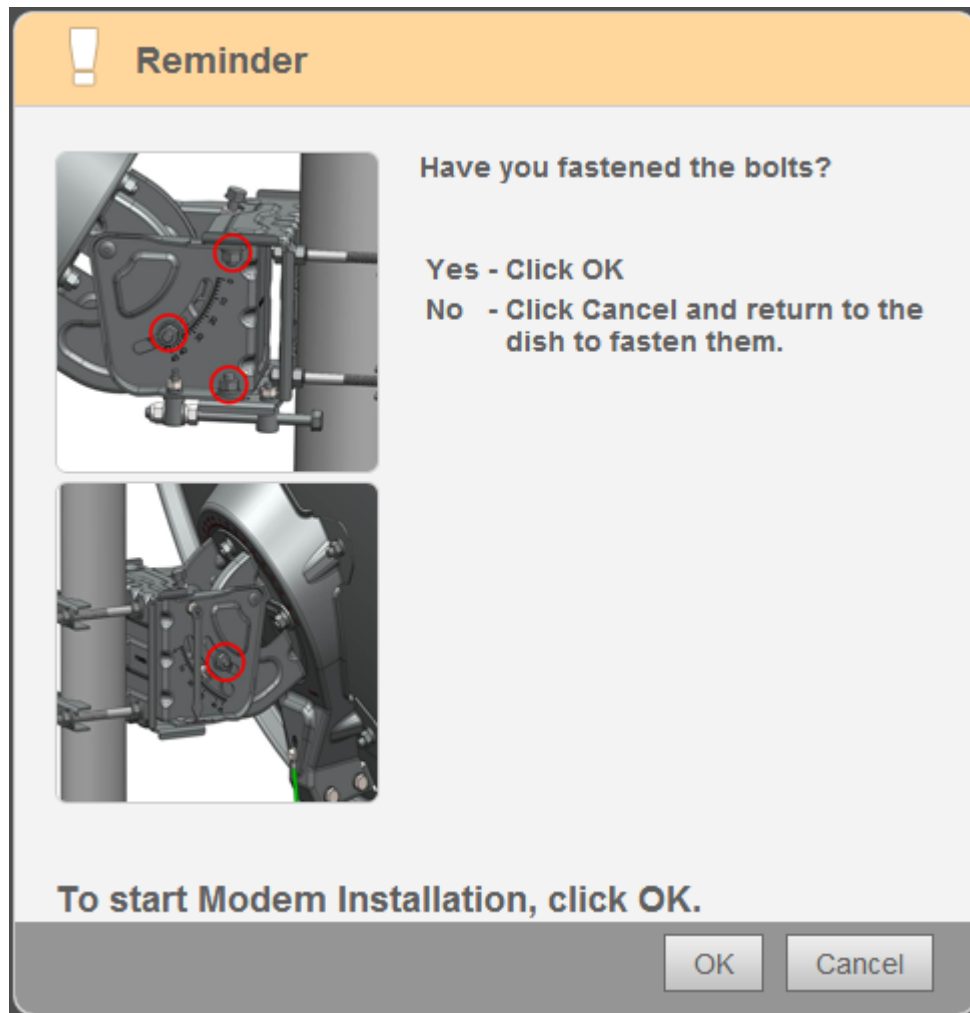 Reminder
Have you fastened the bolts?
Yes - Click OK
No - Click Cancel and return to the
dish to fasten them.
To start Modem Installation, click OK.
OK
Cancel